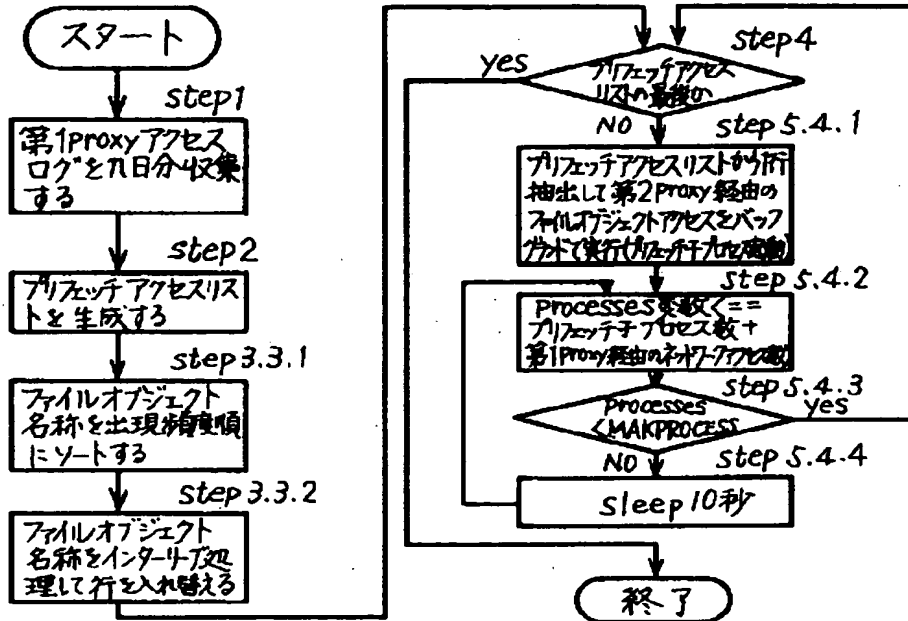 スタート
step1
第1proxyアクセス
ログをn日分収集
する
step2
プリフェッチアクセスリス
トを生成する
step3.3.1
ファイルオブジェクト
名称を出現頻度順
にソートする
step3.3.2
ファイルオブジェクト
名称をインターリーブ処
理して行を入れ替える
step4
プリフェッチアクセス
リストの最後か
yes
NO
step5.4.1
プリフェッチアクセスリストから1行
抽出して第2proxy経由の
ファイルオブジェクトアクセスをバック
グランドで実行(プリフェッチ子プロセス変動)
step5.4.2
processes変数<==
プリフェッチ子プロセス数+
第1proxy経由のネットワークアクセス数
step5.4.3
processes
<MAKPROCESS
yes
NO
step5.4.4
sleep10秒
終了